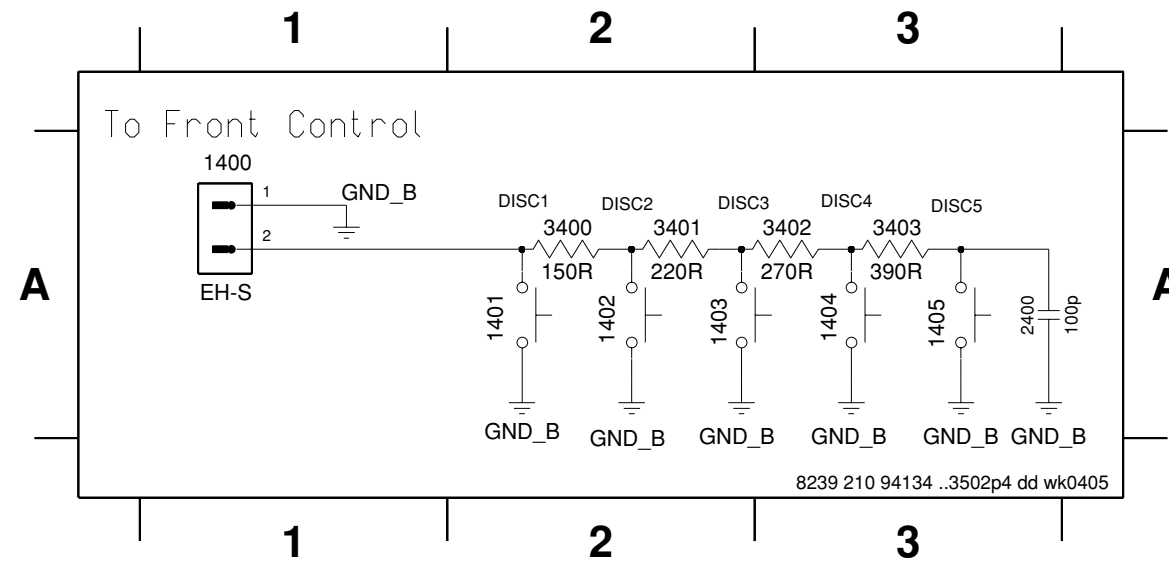 1 2 3
To Front Control
1400
1 GND_B
2
EH-S
DISC1 DISC2 DISC3 DISC4 DISC5
3400 3401 3402 3403
150R 220R 270R 390R
A A
1401 1402 1403 1404 1405 2400 100p
GND_B GND_B GND_B GND_B GND_B GND_B
8239 210 94134 ..3502p4 dd wk0405
1 2 3